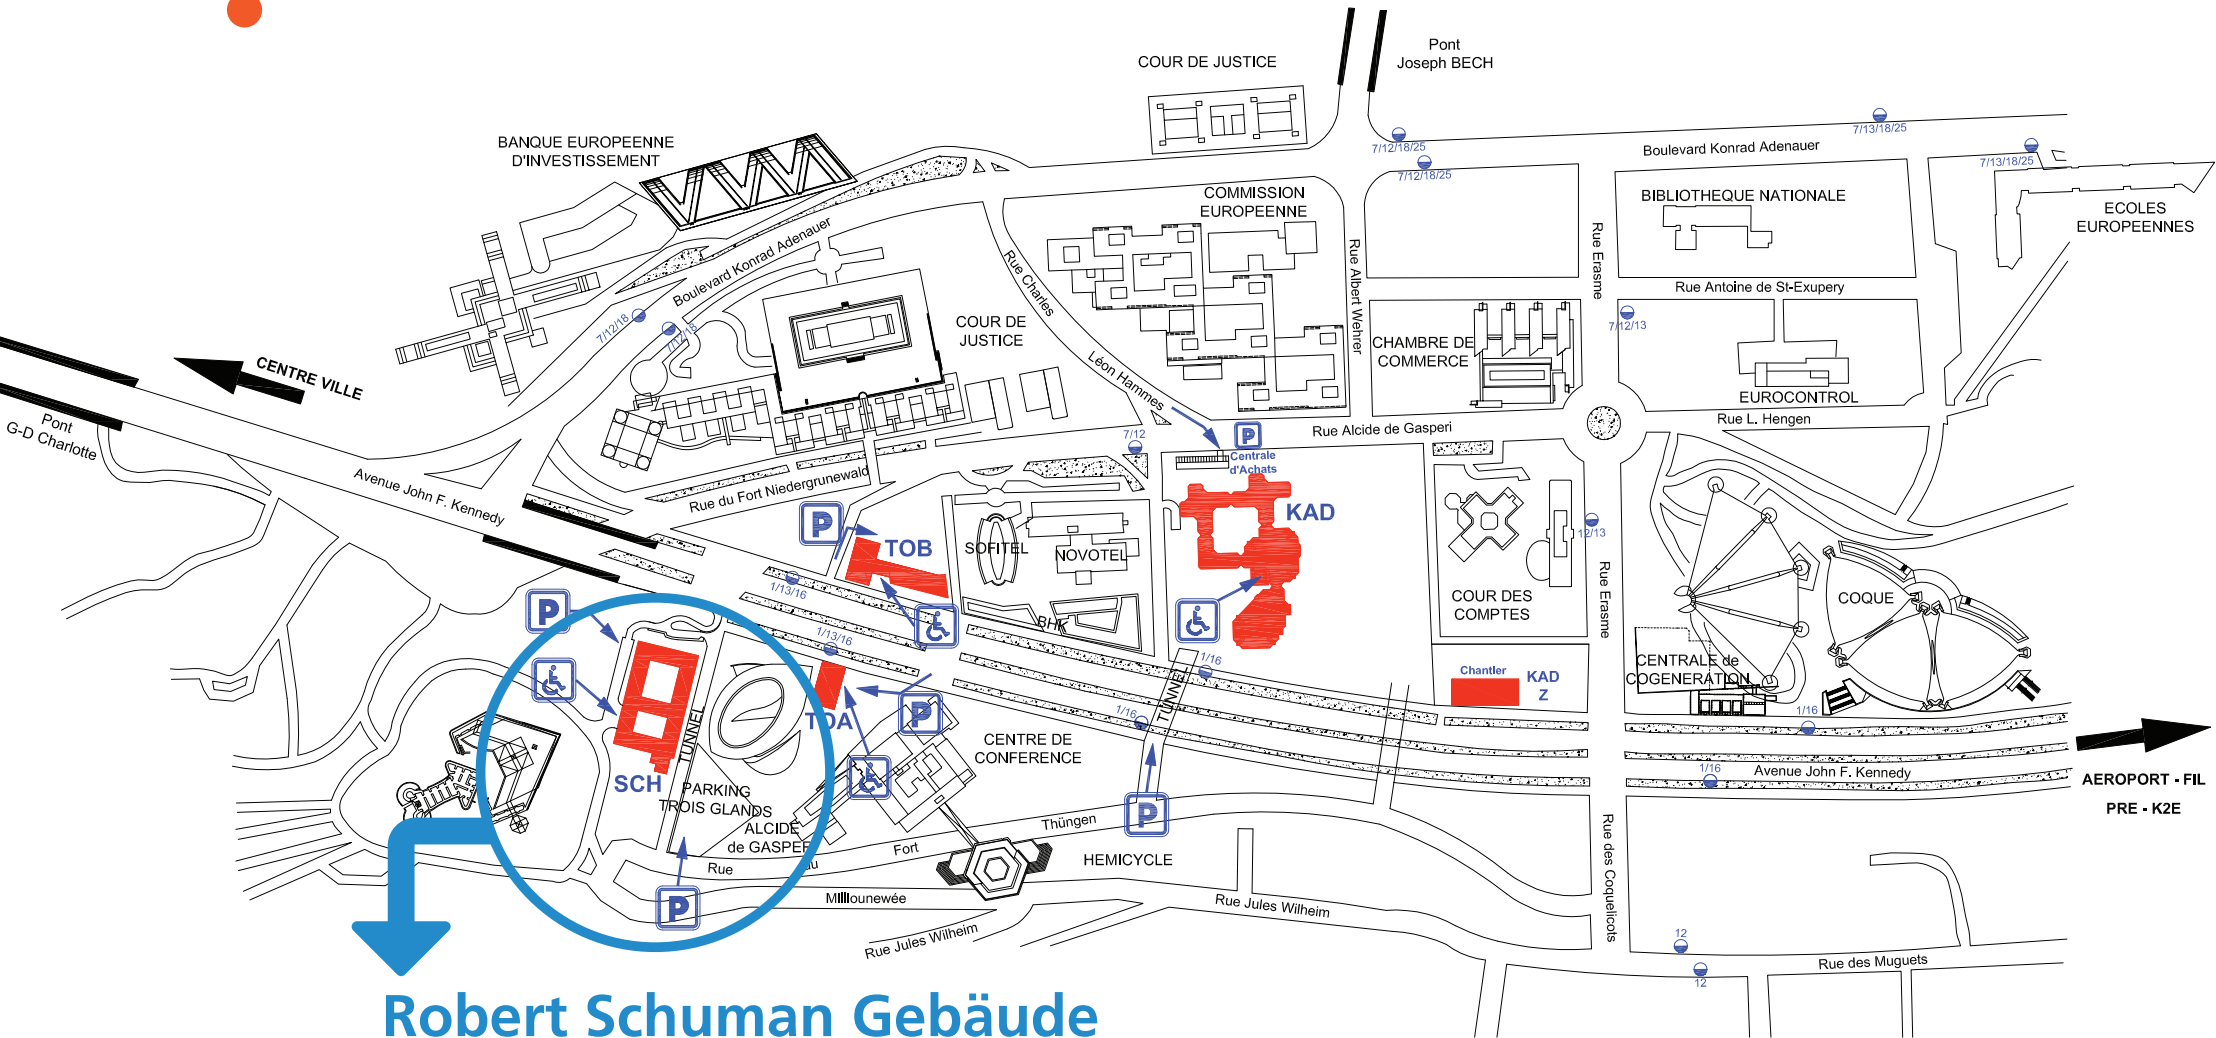 Pont
Joseph BECH
COUR DE JUSTICE
BANQUE EUROPEENNE
D'INVESTISSEMENT
7/12/18/25
7/12/18/25
7/13/18/25
7/13/18/25
Boulevard Konrad Adenauer
COMMISSION
EUROPEENNE
BIBLIOTHEQUE NATIONALE
ECOLES
EUROPEENNES
Boulevard Konrad Adenauer
Rue Charles
Léon Hammes
Rue Albert Wehrer
Rue Erasme
Rue Antoine de St-Exupery
7/12/18
7/12/18
7/12/13
COUR DE
JUSTICE
CHAMBRE DE
COMMERCE
EUROCONTROL
CENTRE VILLE
Pont
G-D Charlotte
Rue L. Hengen
Rue Alcide de Gasperi
7/12
P
Centrale
d'Achats
Avenue John F. Kennedy
Rue du Fort Niedergrunewald
P
TOB
SOFITEL
NOVOTEL
KAD
12/13
Rue Erasme
COUR DES
COMPTES
COQUE
1/13/16
1/13/16
BHK
P
CENTRALE de
COGENERATION
Chantler
KAD
Z
1/16
1/16
TUNNEL
TUNNEL
TOA
P
SCH
CENTRE DE
CONFERENCE
1/16
1/16
Avenue John F. Kennedy
AEROPORT - FIL
PRE - K2E
PARKING
TROIS GLANDS
ALCIDE
de GASPER
P
Rue
du
Fort
Thüngen
HEMICYCLE
Rue des Coquelicots
P
Milliounewée
Rue Jules Wilheim
Rue Jules Wilheim
12
12
Rue des Muguets
Robert Schuman Gebäude